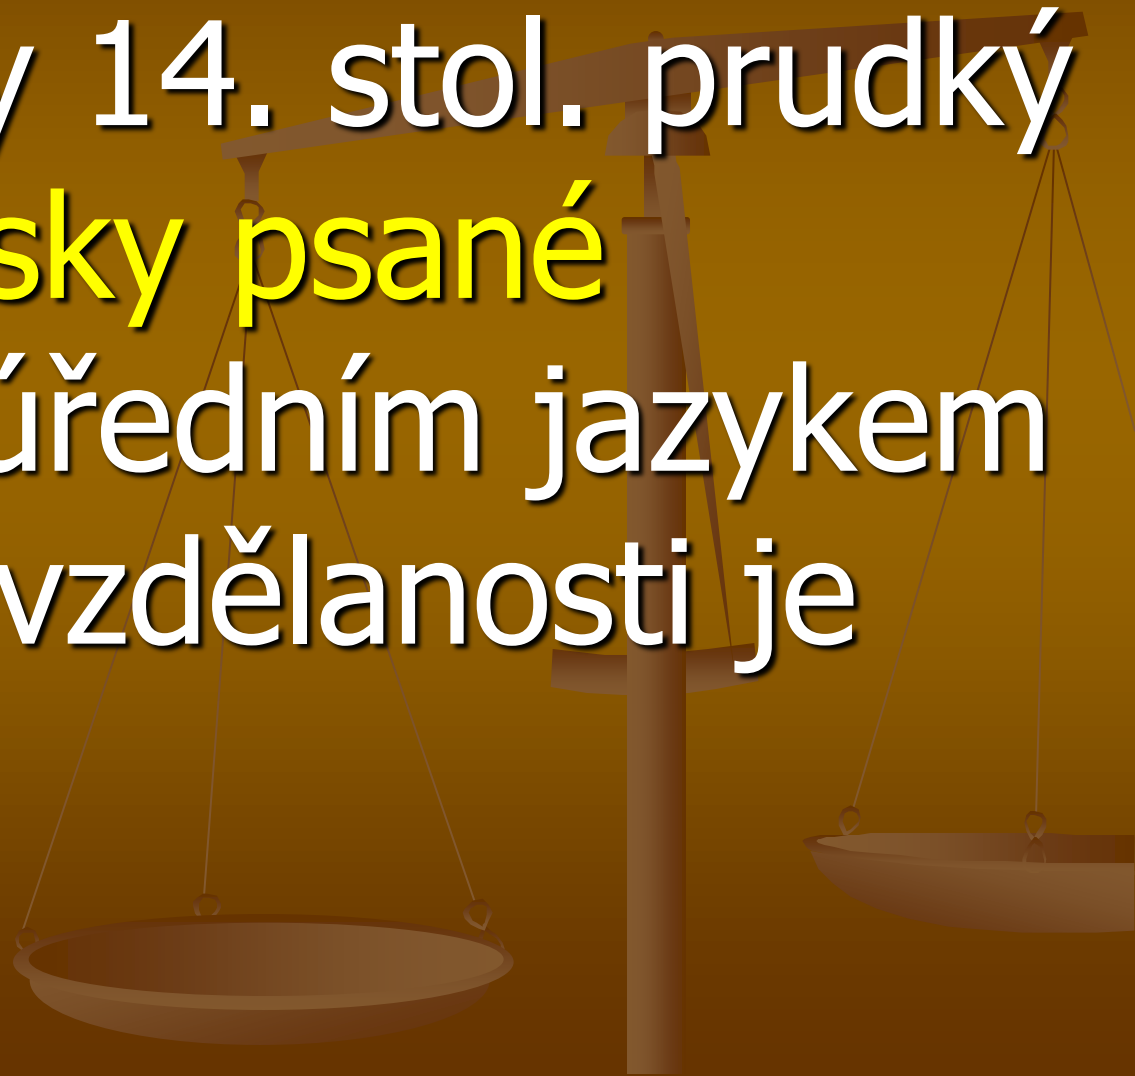 y 14. stol. prudký
sky psané
úředním jazykem
vzdělanosti je